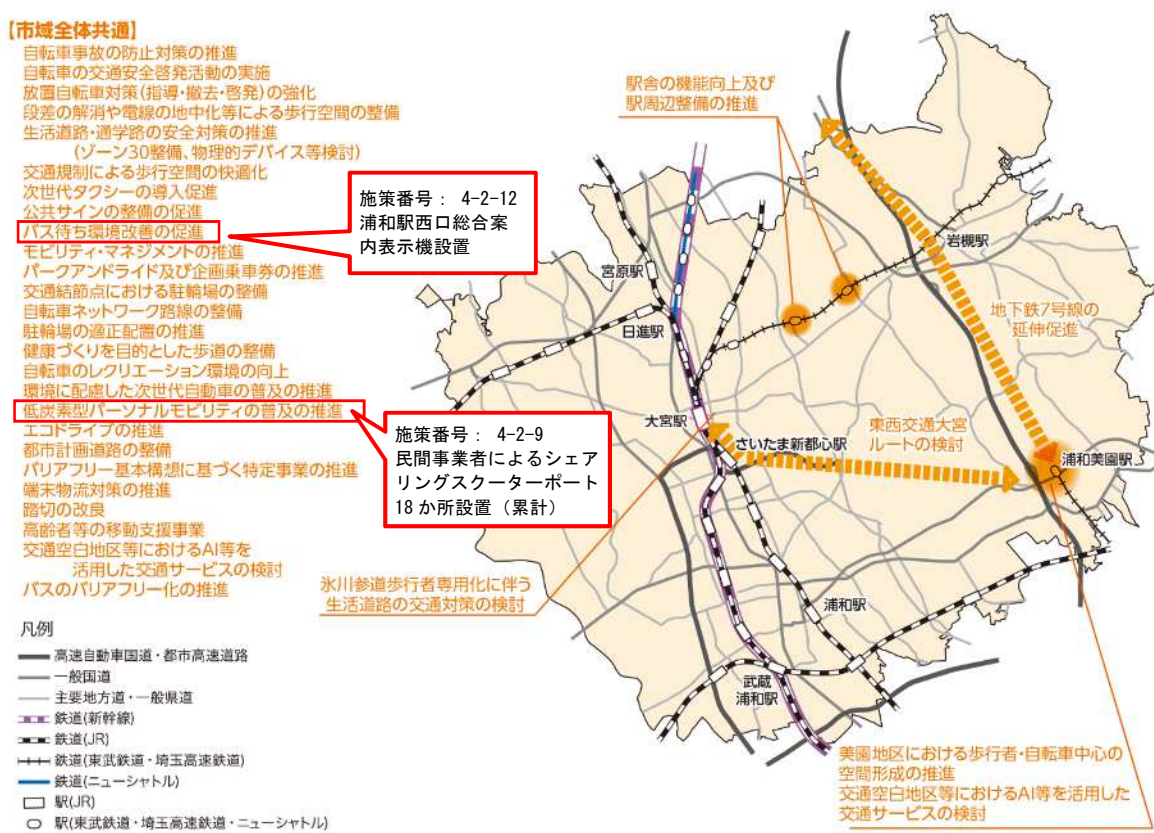 【市域全体共通】
自転車事故の防止対策の推進
自転車の交通安全啓発活動の実施
放置自転車対策(指導・撤去・啓発)の強化
段差の解消や電線の地中化等による歩行空間の整備
生活道路・通学路の安全対策の推進
(ゾーン30整備、物理的デバイス等検討)
交通規制による歩行空間の快適化
次世代タクシーの導入促進
公共サインの整備の促進
バス待ち環境改善の促進
モビリティ・マネジメントの推進
パークアンドライド及び企画乗車券の推進
交通結節点における駐輪場の整備
自転車ネットワーク路線の整備
駐輪場の適正配置の推進
健康づくりを目的とした歩道の整備
自転車のレクリエーション環境の向上
環境に配慮した次世代自動車の普及の推進
低炭素型パーソナルモビリティの普及の推進
エコドライブの推進
都市計画道路の整備
バリアフリー基本構想に基づく特定事業の推進
端末物流対策の推進
踏切の改良
高齢者等の移動支援事業
交通空白地区等におけるAI等を
活用した交通サービスの検討
バスのバリアフリー化の推進
施策番号： 4-2-12
浦和駅西口総合案
内表示機設置
施策番号： 4-2-9
民間事業者によるシェア
リングスクーターポート
18か所設置（累計）
駅舎の機能向上及び
駅周辺整備の推進
岩槻駅
宮原駅
日進駅
地下鉄7号線の
延伸促進
大宮駅
さいたま新都心駅
東西交通大宮
ルートの検討
浦和美園駅
氷川参道歩行者専用化に伴う
生活道路の交通対策の検討
浦和駅
武蔵
浦和駅
美園地区における歩行者・自転車中心の
空間形成の推進
交通空白地区等におけるAI等を活用した
交通サービスの検討
凡例
高速自動車国道・都市高速道路
一般国道
主要地方道・一般県道
鉄道(新幹線)
鉄道(JR)
鉄道(東武鉄道・埼玉高速鉄道)
鉄道(ニューシャトル)
駅(JR)
駅(東武鉄道・埼玉高速鉄道・ニューシャトル)